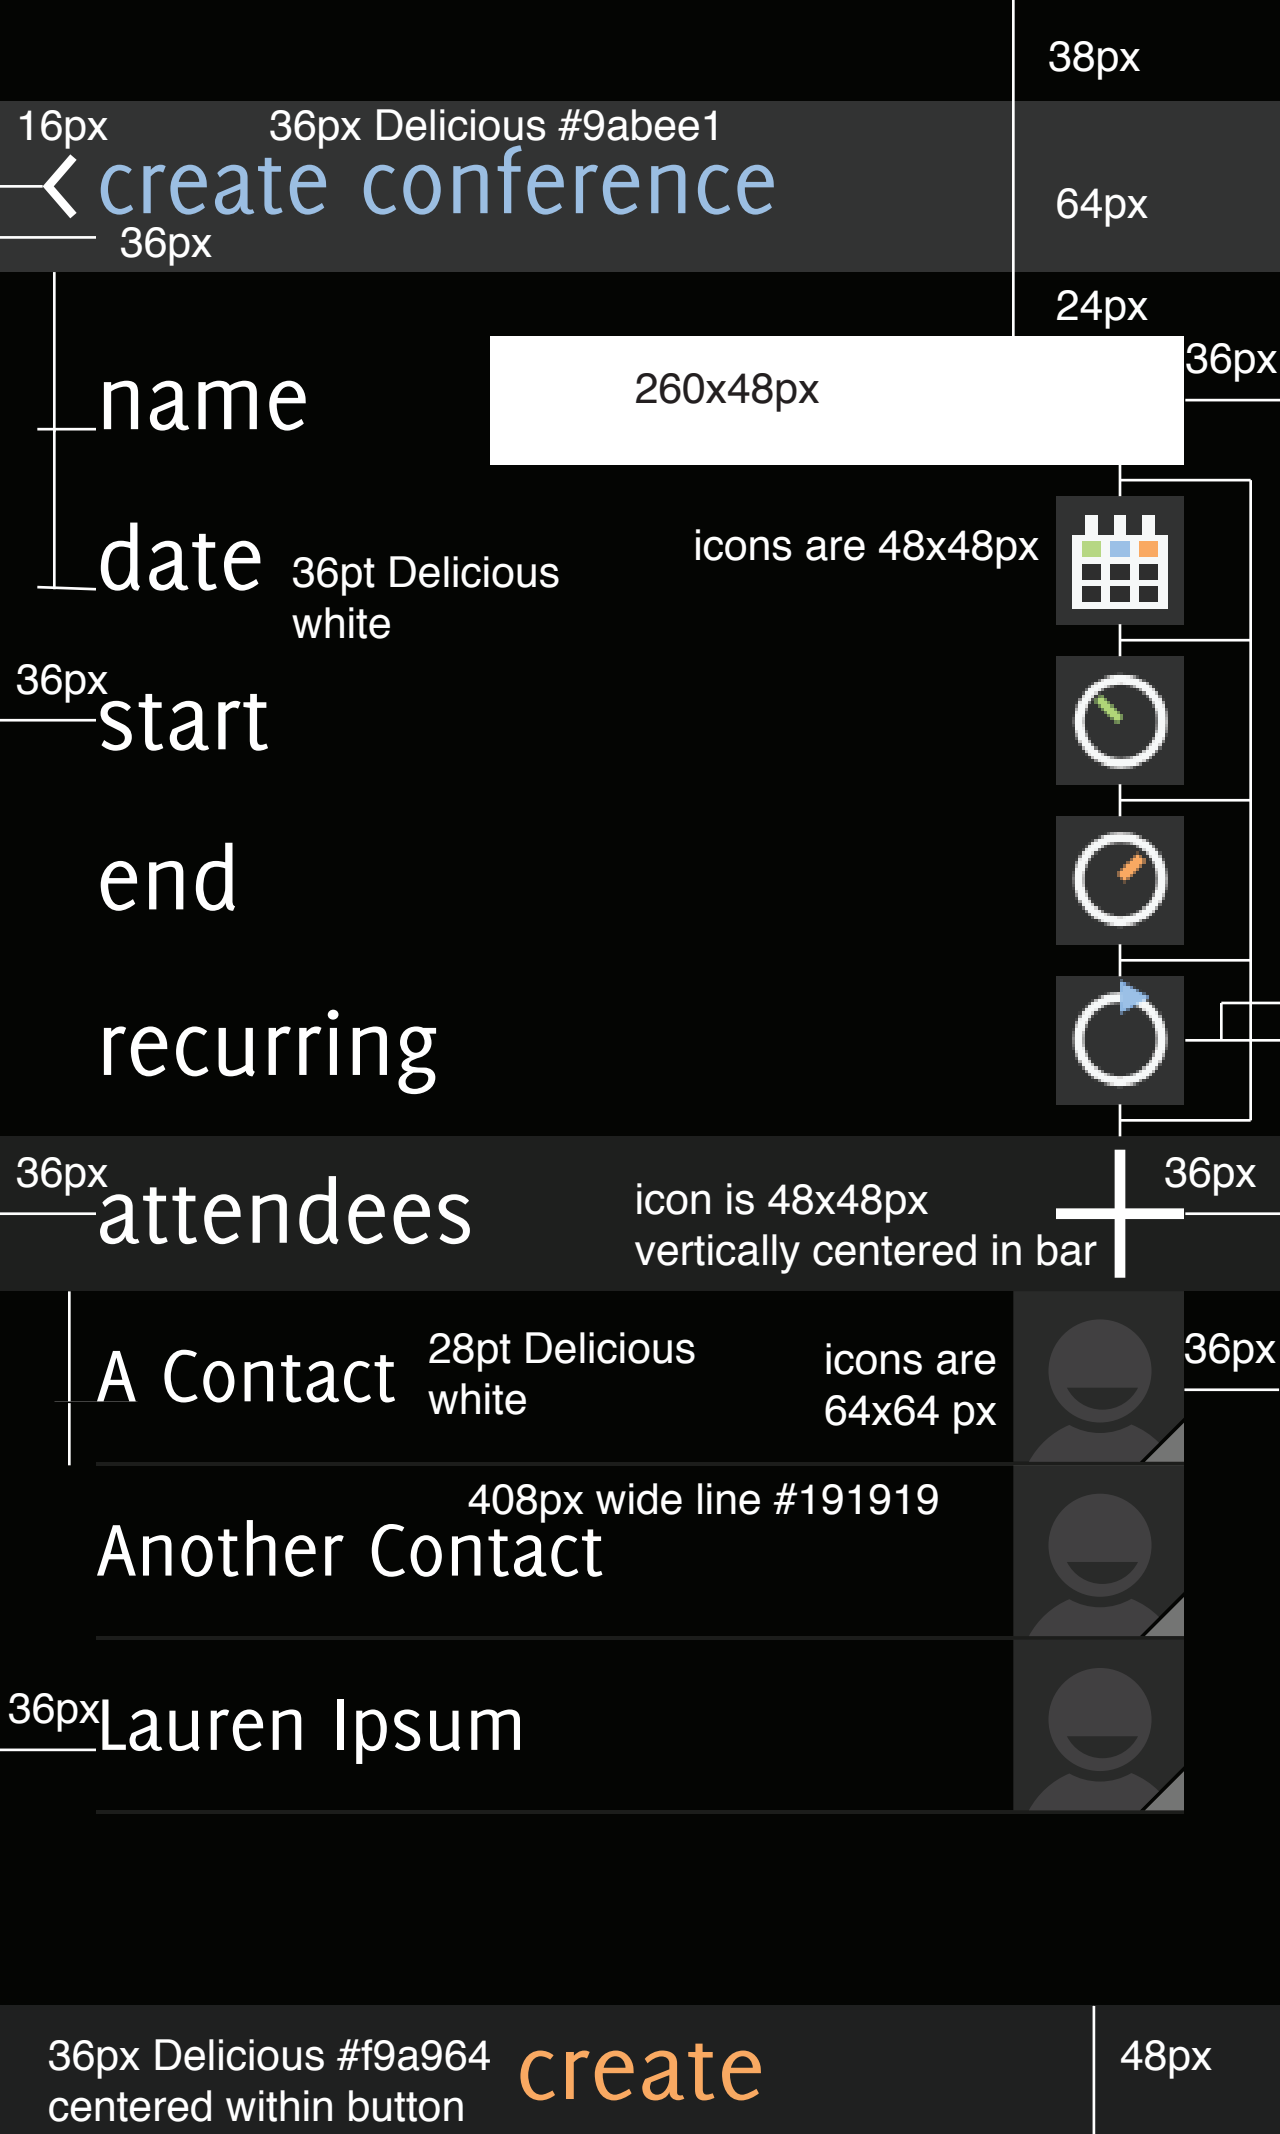 38px
16px
36px Delicious #9abee1
create conference
64px
36px
24px
36px
name
260x48px
date
icons are 48x48px
36pt Delicious
white
36px
start
end
recurring
36px
attendees
icon is 48x48px
vertically centered in bar
36px
A Contact
28pt Delicious
white
icons are
64x64 px
36px
408px wide line #191919
Another Contact
36px
Lauren Ipsum
36px Delicious #f9a964
centered within button
create
48px